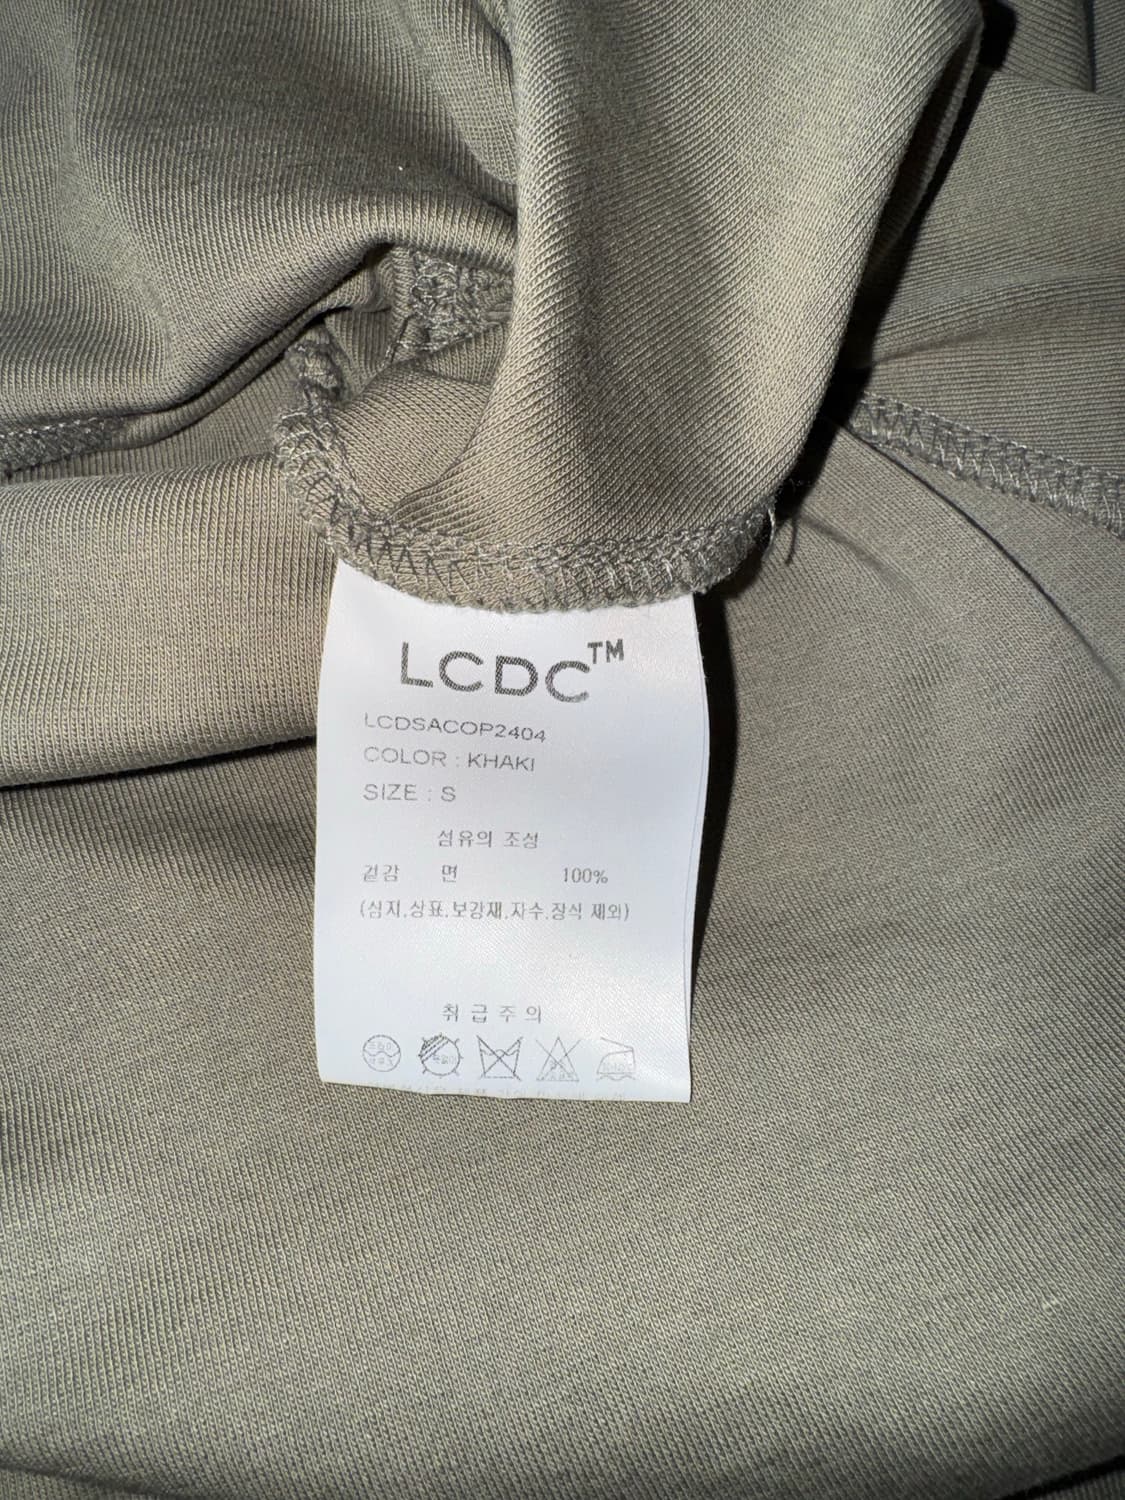 LCDC™
LCDSACOP2404
COLOR : KHAKI
SIZE : S
섬유의 조성
겉감 면 100%
(심지,상표,보강재,자수,장식 제외)
취급주의